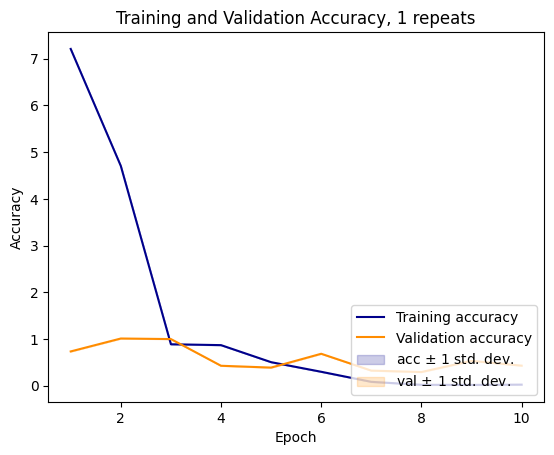 Training and Validation Accuracy, 1 repeats
Accuracy
7
6
5
4
3
2
1
0
Training accuracy
Validation accuracy
acc ± 1 std. dev.
val ± 1 std. dev.
2
4
6
8
10
Epoch